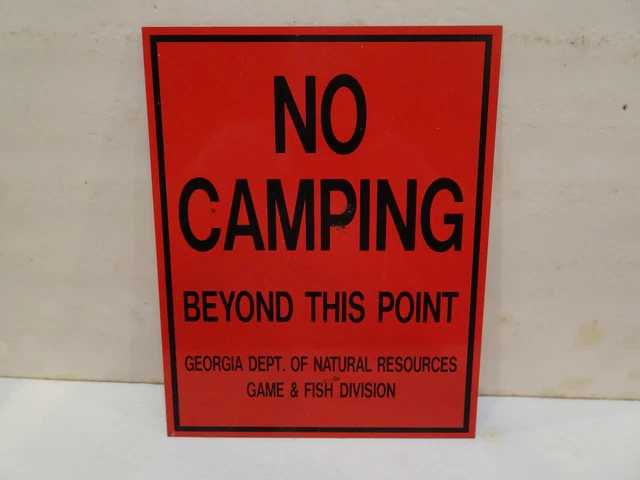 NO
CAMPING
BEYOND THIS POINT
GEORGIA DEPT. OF NATURAL RESOURCES
GAME & FISH DIVISION